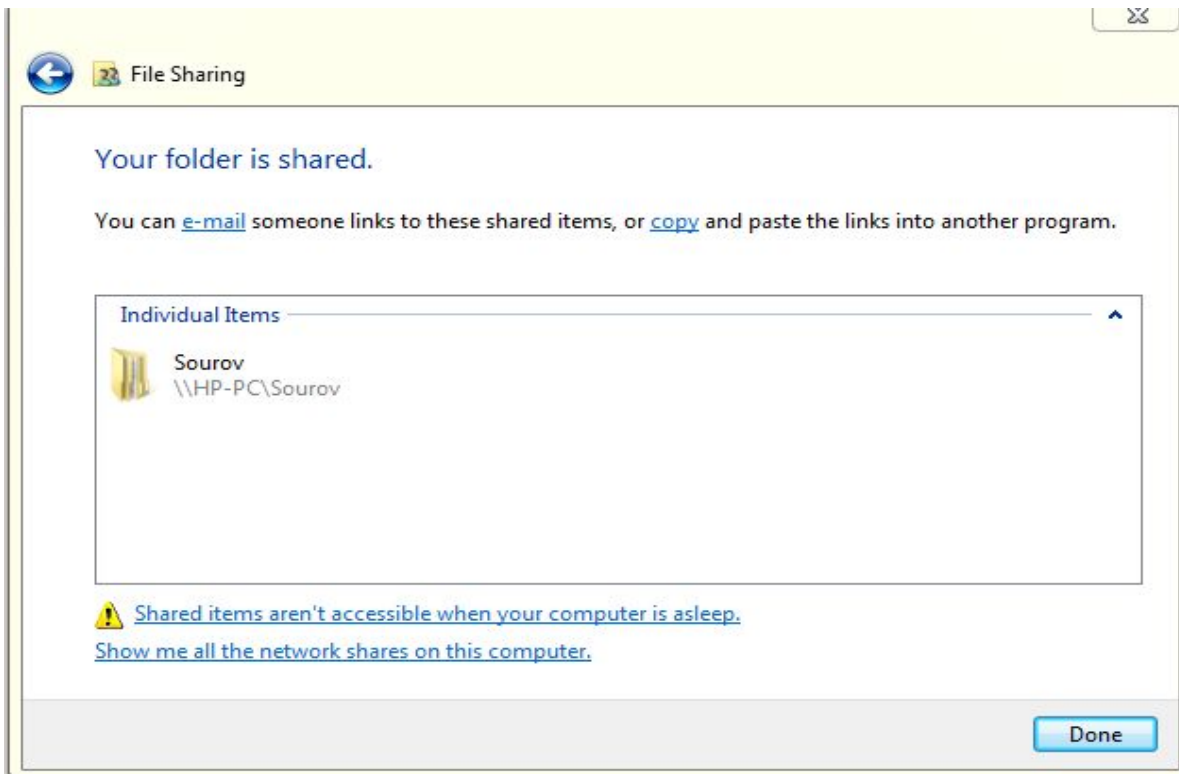 File Sharing
Your folder is shared.
You can e-mail someone links to these shared items, or copy and paste the links into another program.
Individual Items
Sourov
\\HP-PC\Sourov
Shared items aren't accessible when your computer is asleep.
Show me all the network shares on this computer.
Done